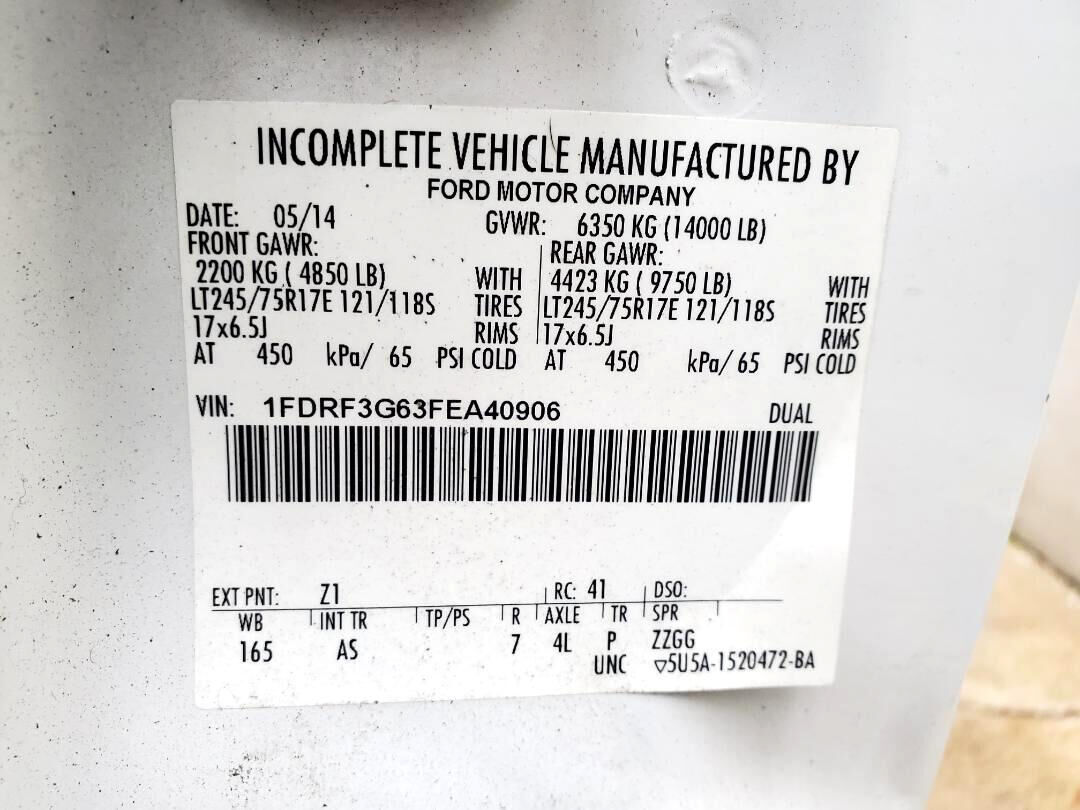 INCOMPLETE VEHICLE MANUFACTURED BY
FORD MOTOR COMPANY
DATE: 05/14 GVWR: 6350 KG (14000 LB)
FRONT GAWR: REAR GAWR:
2200 KG ( 4850 LB) WITH 4423 KG ( 9750 LB) WITH
LT245/75R17E 121/118S TIRES LT245/75R17E 121/118S TIRES
17x6.5J RIMS 17x6.5J RIMS
AT 450 kPa/ 65 PSI COLD AT 450 kPa/ 65 PSI COLD
VIN: 1FDRF3G63FEA40906 DUAL
EXT PNT: Z1 RC: 41 DSO:
WB INT TR TP/PS R AXLE TR SPR
165 AS 7 4L P ZZGG
UNC ▽5U5A-1520472-BA